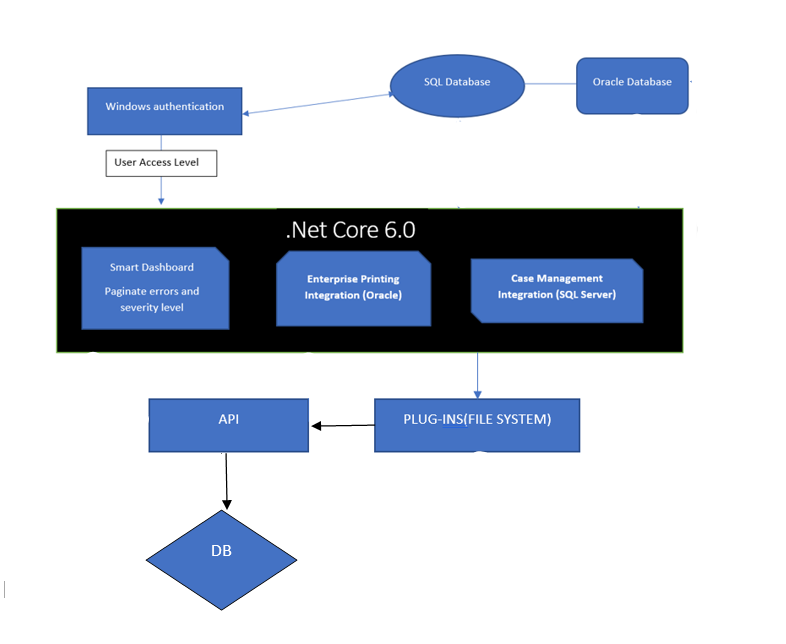 SQL Database
Oracle Database
Windows authentication
User Access Level
.Net Core 6.0
Smart Dashboard
Paginate errors and
severity level
Enterprise Printing
Integration (Oracle)
Case Management
Integration (SQL Server)
API
PLUG-INS(FILE SYSTEM)
DB